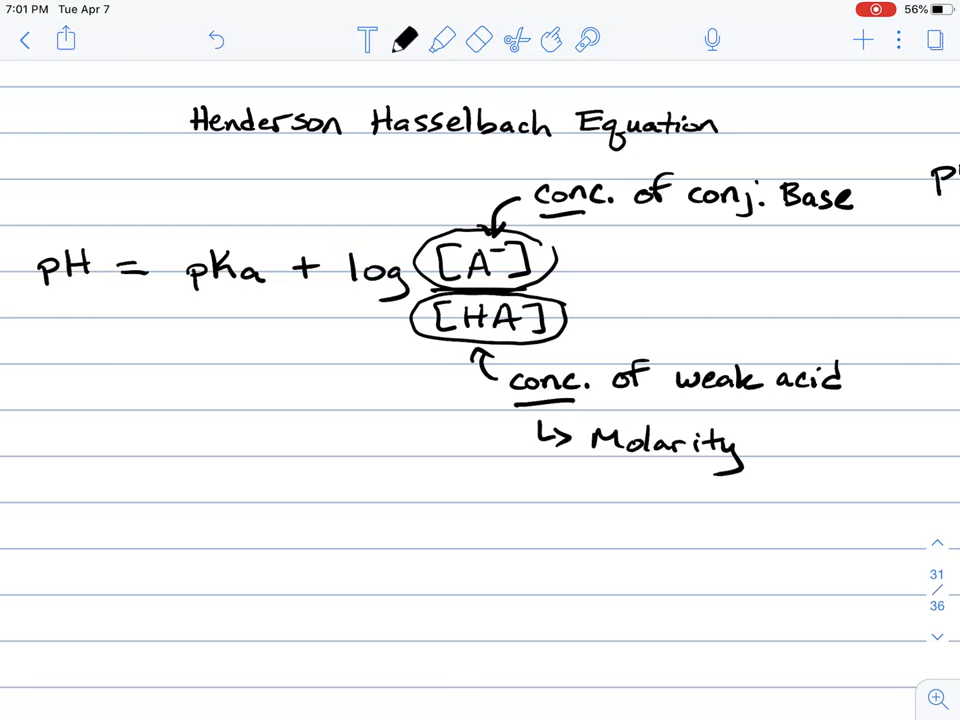 7:01 PM Tue Apr 7
56%
T
Henderson Hasselbach Equation
conc. of conj. Base
pH = pKa + log [A⁻]
[HA]
conc. of weak acid
↳ Molarity
31
/
36